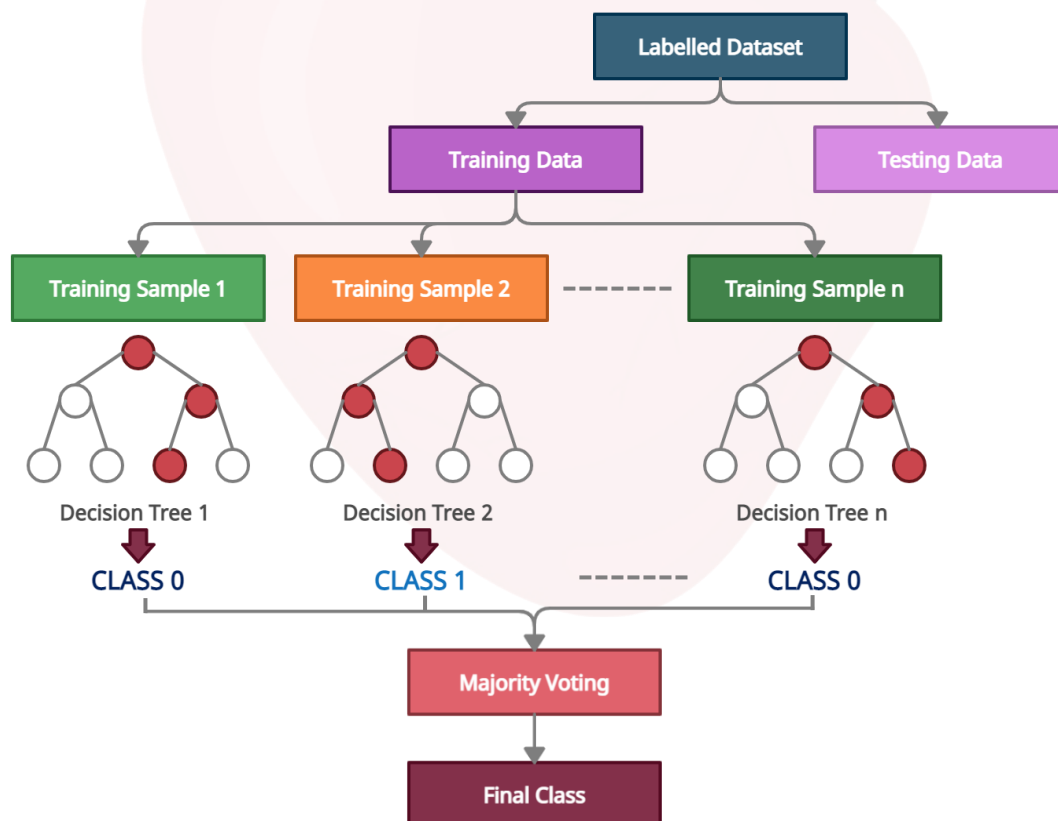 Labelled Dataset
Training Data
Testing Data
Training Sample 1
Training Sample 2
Training Sample n
Decision Tree 1
Decision Tree 2
Decision Tree n
CLASS 0
CLASS 1
CLASS 0
Majority Voting
Final Class